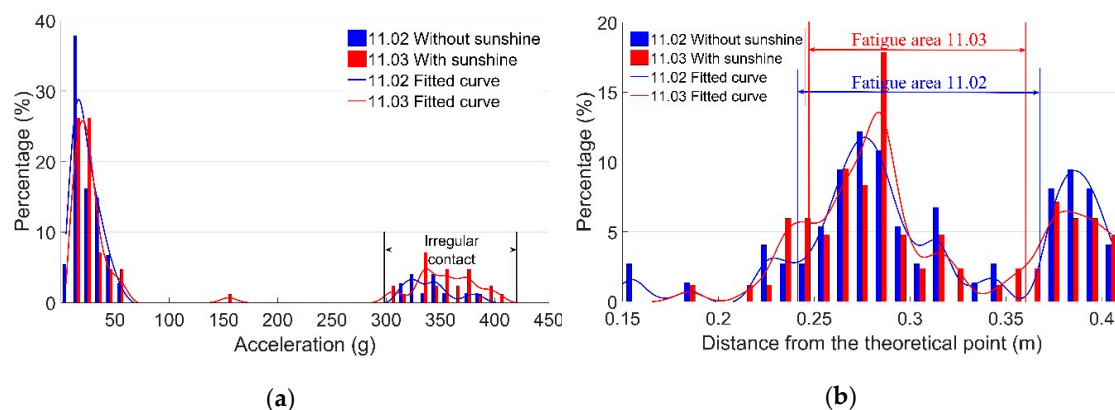 40
30
20
10
0
Percentage (%)
11.02 Without sunshine
11.03 With sunshine
11.02 Fitted curve
11.03 Fitted curve
Irregular
contact
50 100 150 200 250 300 350 400 450
Acceleration (g)
(a)
20
15
10
5
0
Percentage (%)
11.02 Without sunshine
11.03 With sunshine
11.02 Fitted curve
11.03 Fitted curve
Fatigue area 11.03
Fatigue area 11.02
0.15 0.2 0.25 0.3 0.35 0.4
Distance from the theoretical point (m)
(b)